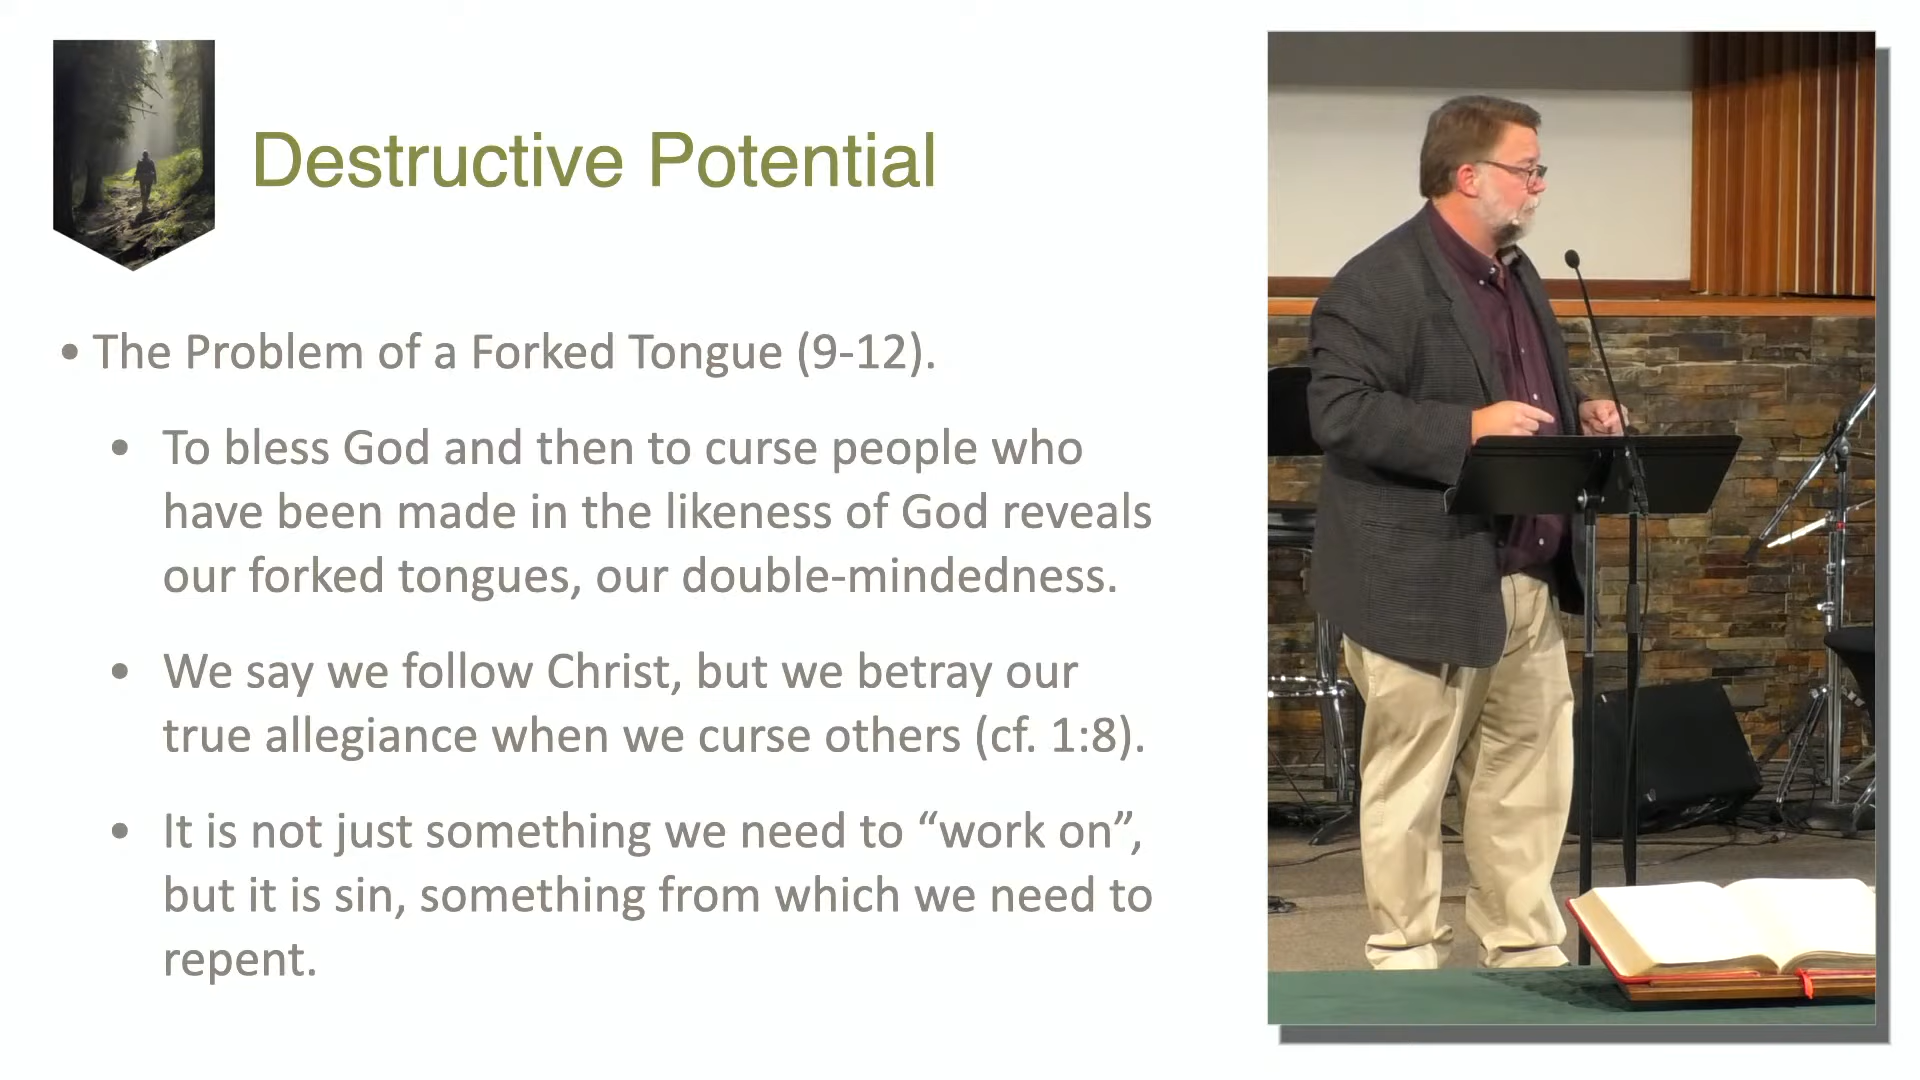 Destructive Potential
• The Problem of a Forked Tongue (9-12).
• To bless God and then to curse people who
have been made in the likeness of God reveals
our forked tongues, our double-mindedness.
• We say we follow Christ, but we betray our
true allegiance when we curse others (cf. 1:8).
• It is not just something we need to “work on”,
but it is sin, something from which we need to
repent.